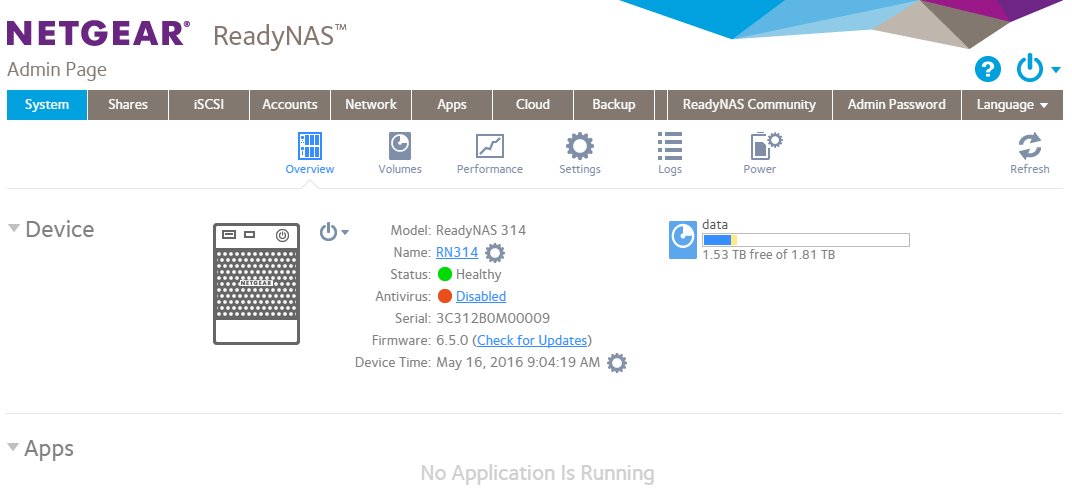 NETGEAR® ReadyNAS™
Admin Page
?
System Shares iSCSI Accounts Network Apps Cloud Backup ReadyNAS Community Admin Password Language
Overview Volumes Performance Settings Logs Power Refresh
Device
NETGEAR
Model: ReadyNAS 314
Name: RN314
Status: Healthy
Antivirus: Disabled
Serial: 3C312B0M00009
Firmware: 6.5.0 (Check for Updates)
Device Time: May 16, 2016 9:04:19 AM
data
1.53 TB free of 1.81 TB
Apps
No Application Is Running